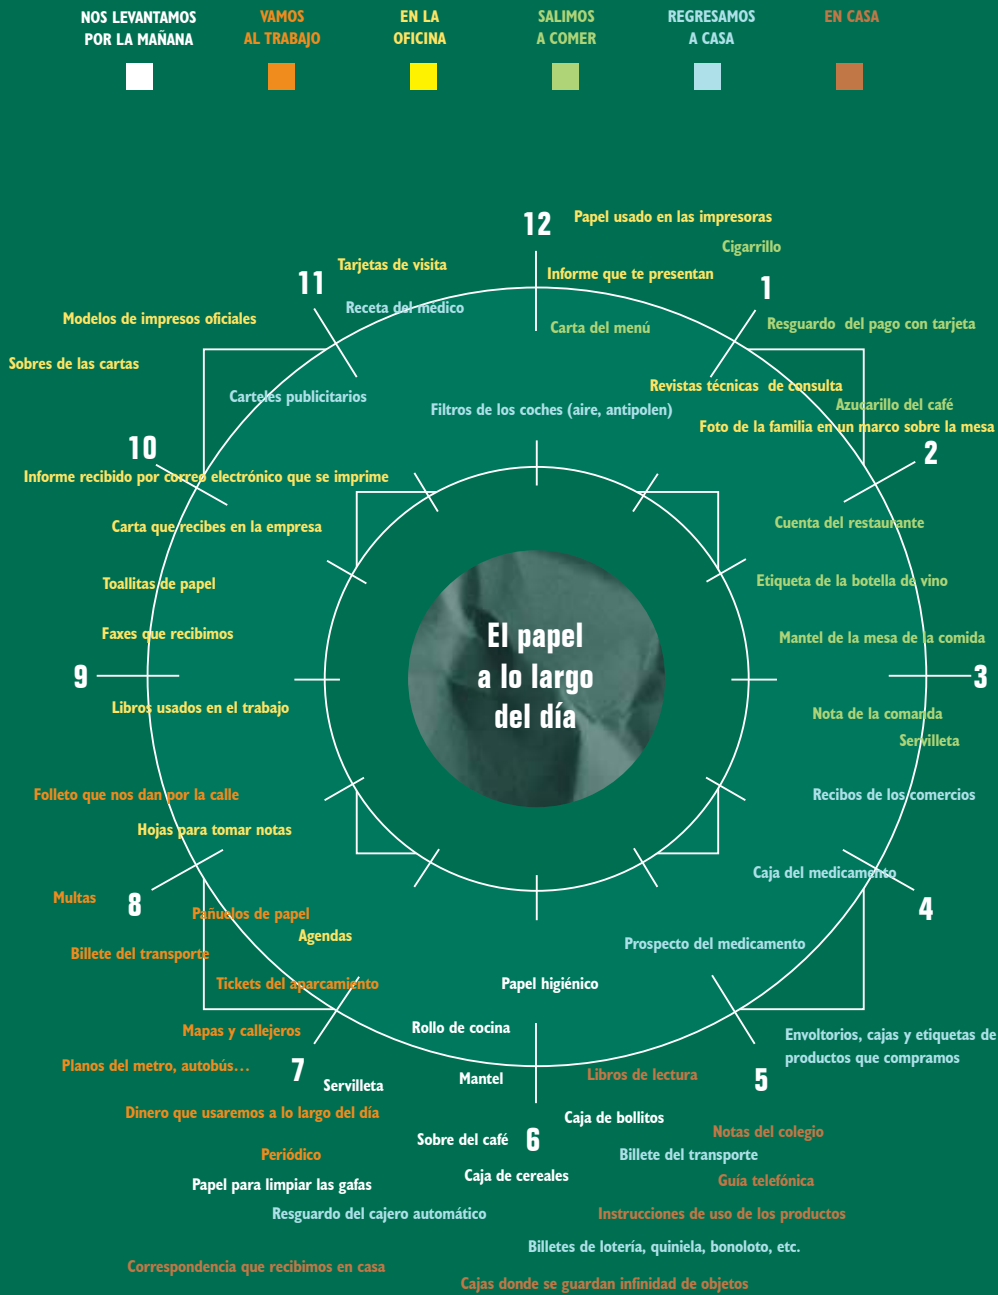 NOS LEVANTAMOS
POR LA MAÑANA
VAMOS
AL TRABAJO
EN LA
OFICINA
SALIMOS
A COMER
REGRESAMOS
A CASA
EN CASA
12
Papel usado en las impresoras
Cigarrillo
Tarjetas de visita
11
Informe que te presentan
1
Receta del médico
Modelos de impresos oficiales
Carta del menú
Resguardo del pago con tarjeta
Sobres de las cartas
Revistas técnicas de consulta
Carteles publicitarios
Azucarillo del café
Filtros de los coches (aire, antipolen)
Foto de la familia en un marco sobre la mesa
10
2
Informe recibido por correo electrónico que se imprime
Carta que recibes en la empresa
Cuenta del restaurante
Toallitas de papel
Etiqueta de la botella de vino
Faxes que recibimos
Mantel de la mesa de la comida
El papel
a lo largo
del día
9
3
Libros usados en el trabajo
Nota de la comanda
Servilleta
Folleto que nos dan por la calle
Recibos de los comercios
Hojas para tomar notas
Caja del medicamento
Multas
8
4
Pañuelos de papel
Agendas
Prospecto del medicamento
Billete del transporte
Tickets del aparcamiento
Papel higiénico
Rollo de cocina
Mapas y callejeros
Envoltorios, cajas y etiquetas de
productos que compramos
Planos del metro, autobús…
7
Servilleta
Mantel
Libros de lectura
5
Dinero que usaremos a lo largo del día
Caja de bollitos
Notas del colegio
Sobre del café
6
Periódico
Billete del transporte
Caja de cereales
Guía telefónica
Papel para limpiar las gafas
Resguardo del cajero automático
Instrucciones de uso de los productos
Billetes de lotería, quiniela, bonoloto, etc.
Correspondencia que recibimos en casa
Cajas donde se guardan infinidad de objetos